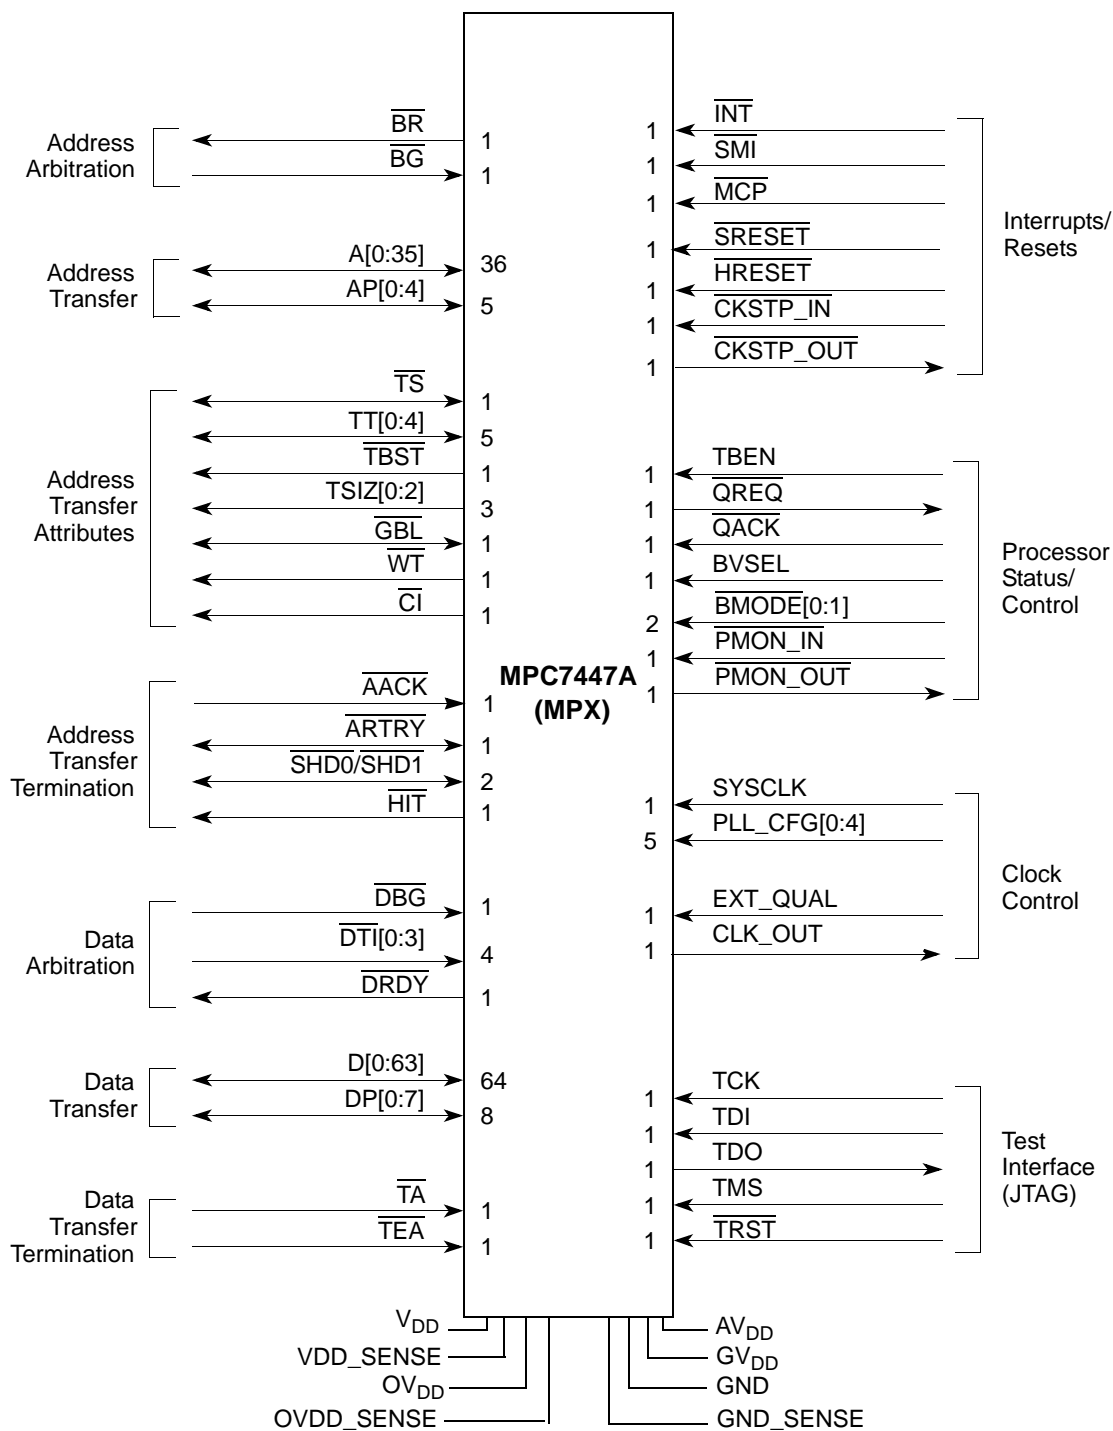 Address
Arbitration
BR
1
BG
1
Address
Transfer
A[0:35]
36
AP[0:4]
5
Address
Transfer
Attributes
TS
1
TT[0:4]
5
TBST
1
TSIZ[0:2]
3
GBL
1
WT
1
CI
1
Address
Transfer
Termination
AACK
1
ARTRY
1
SHD0/SHD1
2
HIT
1
Data
Arbitration
DBG
1
DTI[0:3]
4
DRDY
1
Data
Transfer
D[0:63]
64
DP[0:7]
8
Data
Transfer
Termination
TA
1
TEA
1
MPC7447A
(MPX)
1
INT
1
SMI
1
MCP
1
SRESET
1
HRESET
1
CKSTP_IN
1
CKSTP_OUT
Interrupts/
Resets
1
TBEN
1
QREQ
1
QACK
1
BVSEL
2
BMODE[0:1]
1
PMON_IN
1
PMON_OUT
Processor
Status/
Control
1
SYSCLK
5
PLL_CFG[0:4]
1
EXT_QUAL
1
CLK_OUT
Clock
Control
1
TCK
1
TDI
1
TDO
1
TMS
1
TRST
Test
Interface
(JTAG)
VDD
VDD_SENSE
OVDD
OVDD_SENSE
AVDD
GVDD
GND
GND_SENSE